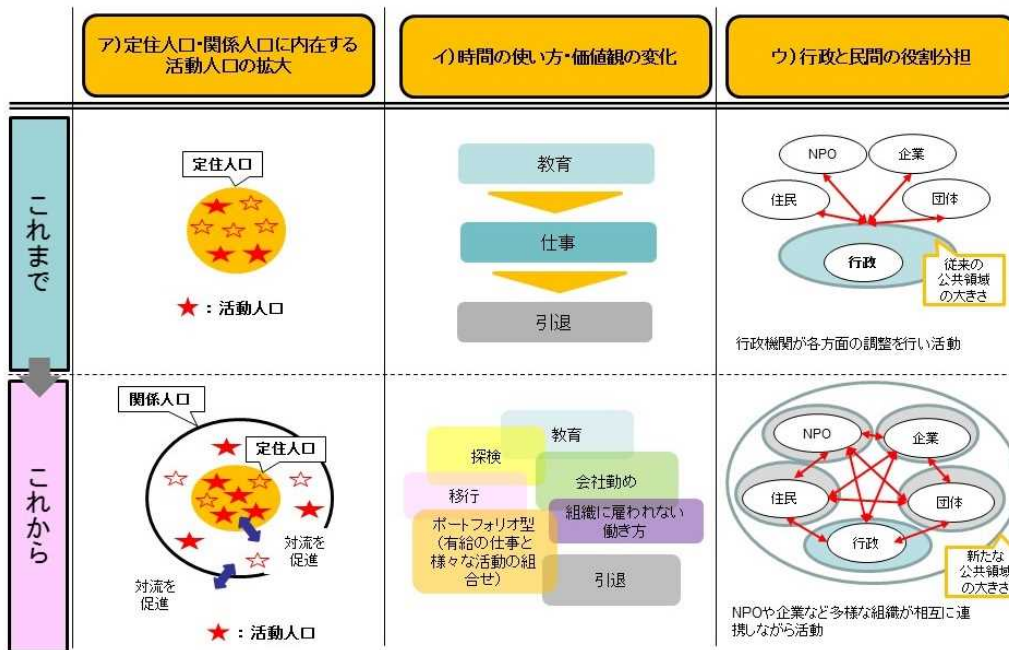 ア)定住人口・関係人口に内在する
活動人口の拡大
イ)時間の使い方・価値観の変化
ウ)行政と民間の役割分担
これまで
定住人口
★：活動人口
教育
仕事
引退
NPO
企業
住民
団体
行政
従来の
公共領域
の大きさ
行政機関が各方面の調整を行い活動
これから
関係人口
定住人口
対流を
促進
対流を
促進
★：活動人口
教育
探検
会社勤め
移行
組織に雇われない
働き方
ポートフォリオ型
(有給の仕事と
様々な活動の組
合せ)
引退
NPO
企業
住民
団体
行政
新たな
公共領域
の大きさ
NPOや企業など多様な組織が相互に連
携しながら活動